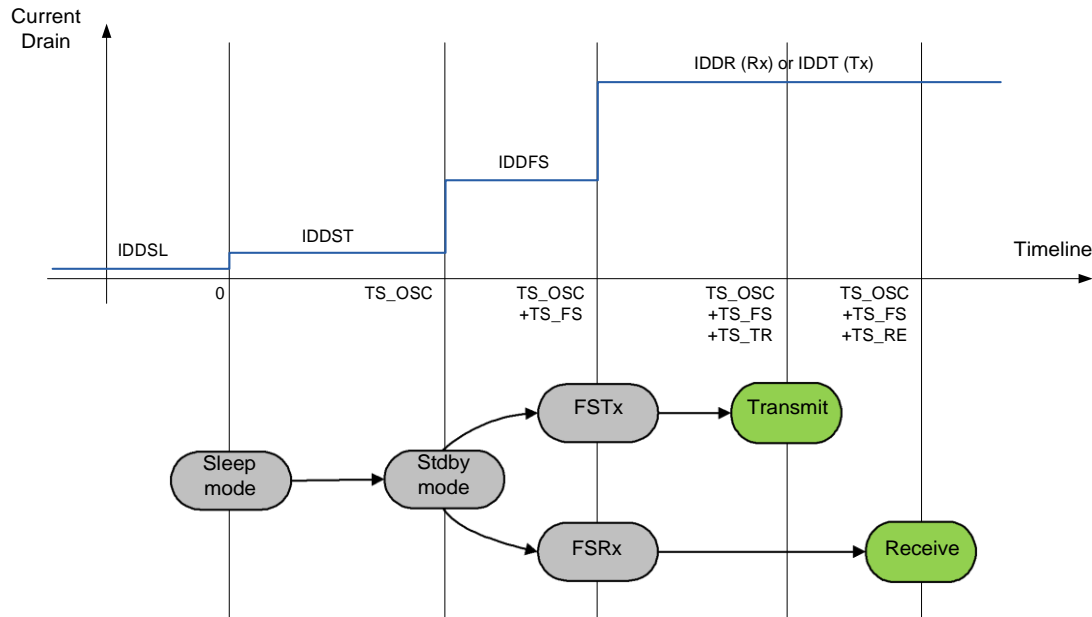 Current
Drain
IDDR (Rx) or IDDT (Tx)
IDDFS
IDDST
IDDSL
Timeline
0
TS_OSC
TS_OSC
+TS_FS
TS_OSC
+TS_FS
+TS_TR
TS_OSC
+TS_FS
+TS_RE
FSTx
Transmit
Sleep
mode
Stdby
mode
FSRx
Receive